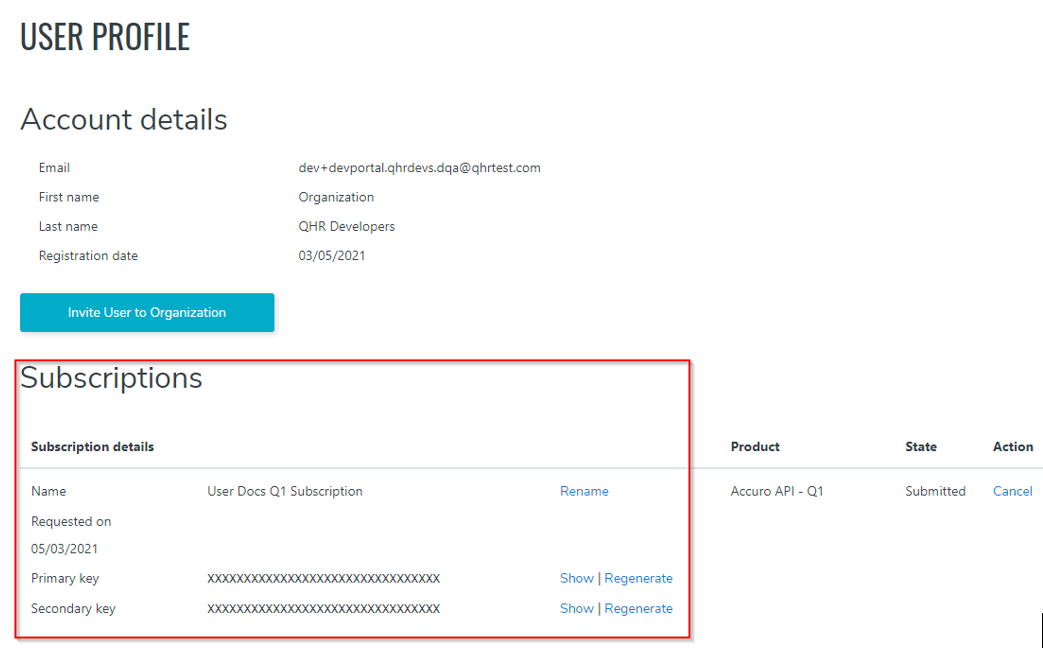 USER PROFILE
Account details
Email dev+devportal.qhrdevs.dqa@qhrtest.com
First name Organization
Last name QHR Developers
Registration date 03/05/2021
Invite User to Organization
Subscriptions
Subscription details Product State Action
Name User Docs Q1 Subscription Rename Accuro API - Q1 Submitted Cancel
Requested on
05/03/2021
Primary key XXXXXXXXXXXXXXXXXXXXXXXXXXXXXXXX Show | Regenerate
Secondary key XXXXXXXXXXXXXXXXXXXXXXXXXXXXXXXX Show | Regenerate